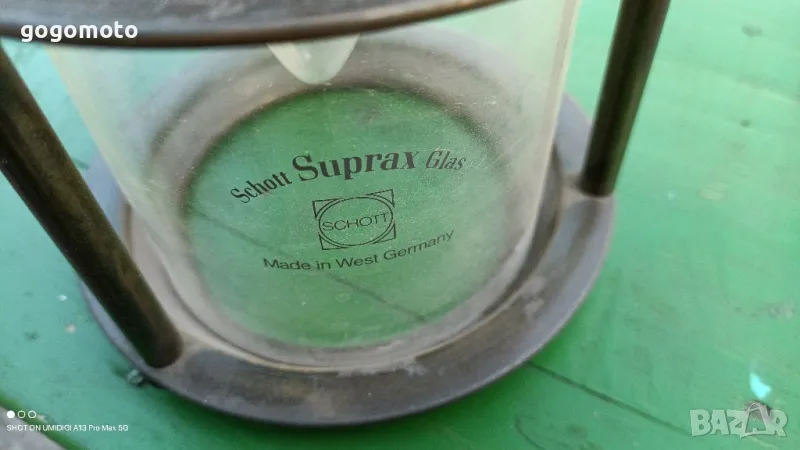 gogomoto
Schott Suprax Glas
SCHOTT
Made in West Germany
SHOT ON UMIDIGI A13 Pro Max 5G
BAZAR